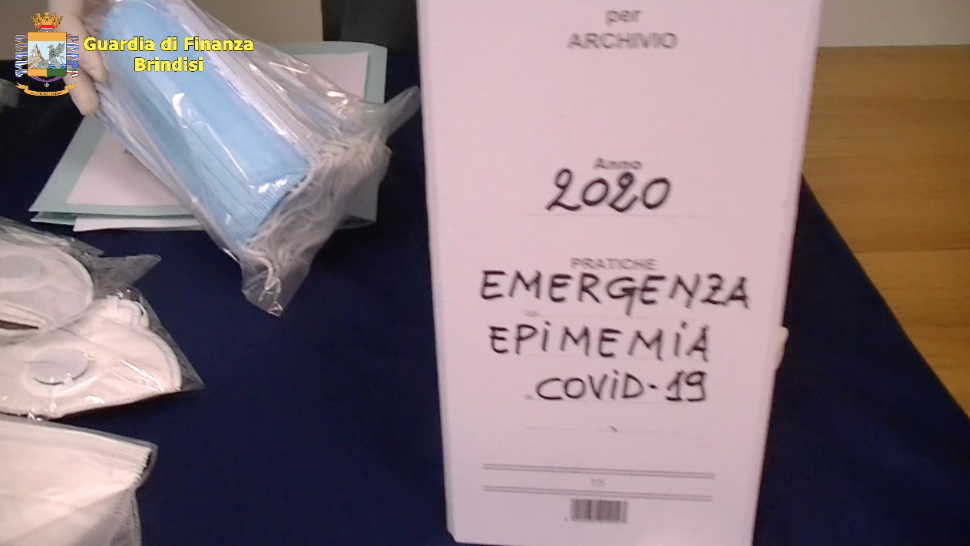 Guardia di Finanza
Brindisi
per
ARCHIVIO
Anno
2020
PRATICHE
EMERGENZA
EPIMEMIA
COVID-19